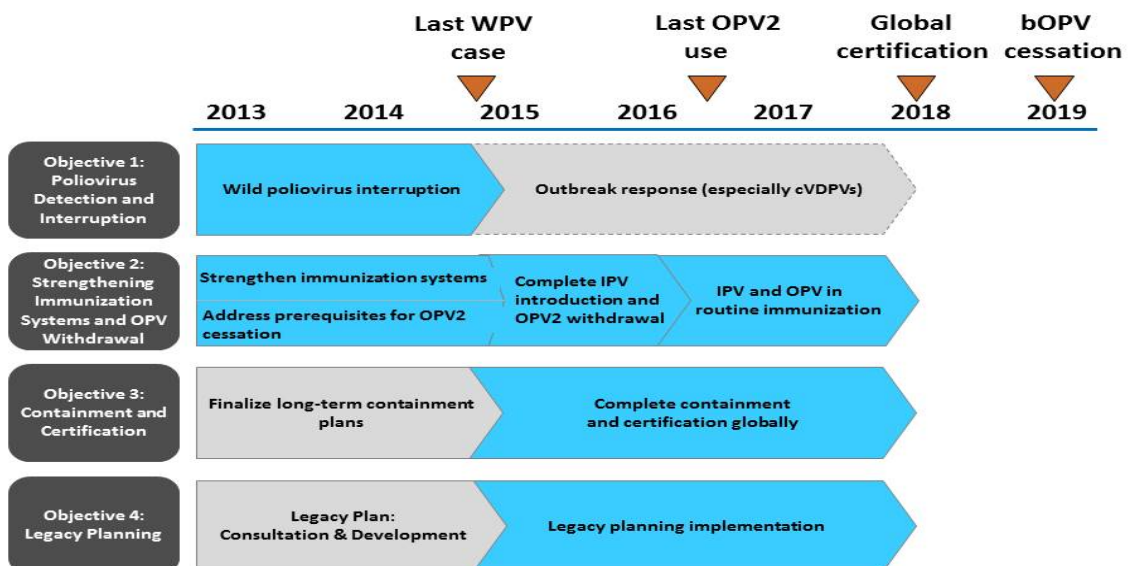 Last WPV
case
Last OPV2
use
Global
certification
bOPV
cessation
2013 2014 2015 2016 2017 2018 2019
Objective 1:
Poliovirus
Detection and
Interruption
Wild poliovirus interruption
Outbreak response (especially cVDPVs)
Objective 2:
Strengthening
Immunization
Systems and OPV
Withdrawal
Strengthen immunization systems
Address prerequisites for OPV2
cessation
Complete IPV
introduction and
OPV2 withdrawal
IPV and OPV in
routine immunization
Objective 3:
Containment and
Certification
Finalize long-term containment
plans
Complete containment
and certification globally
Objective 4:
Legacy Planning
Legacy Plan:
Consultation & Development
Legacy planning implementation